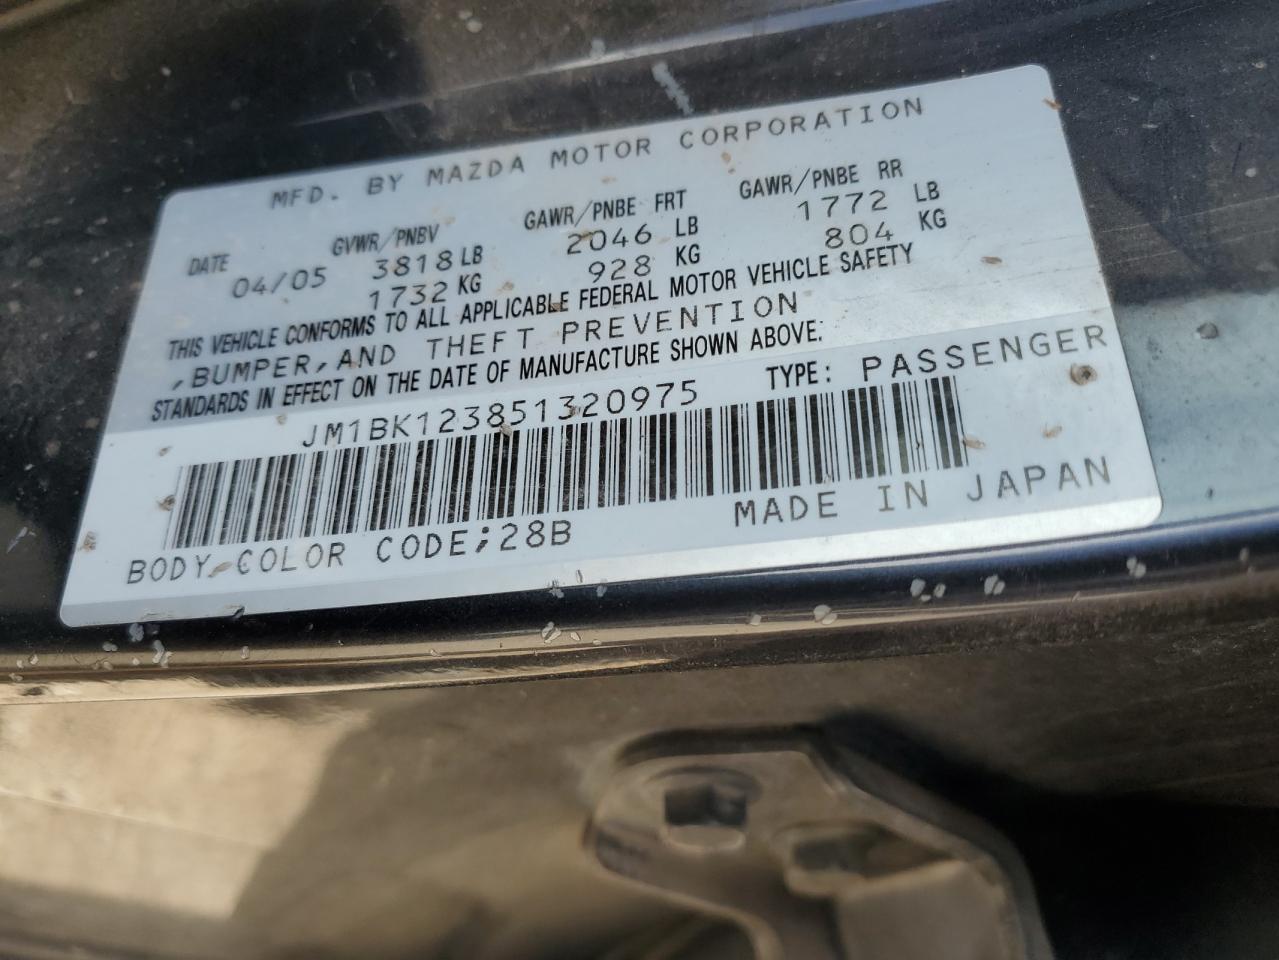 MFD. BY MAZDA MOTOR CORPORATION
DATE GVWR/PNBV GAWR/PNBE FRT GAWR/PNBE RR
04/05 3818 LB 2046 LB 1772 LB
1732 KG 928 KG 804 KG
THIS VEHICLE CONFORMS TO ALL APPLICABLE FEDERAL MOTOR VEHICLE SAFETY
,BUMPER,AND THEFT PREVENTION
STANDARDS IN EFFECT ON THE DATE OF MANUFACTURE SHOWN ABOVE.
JM1BK123851320975 TYPE: PASSENGER
BODY COLOR CODE;28B MADE IN JAPAN